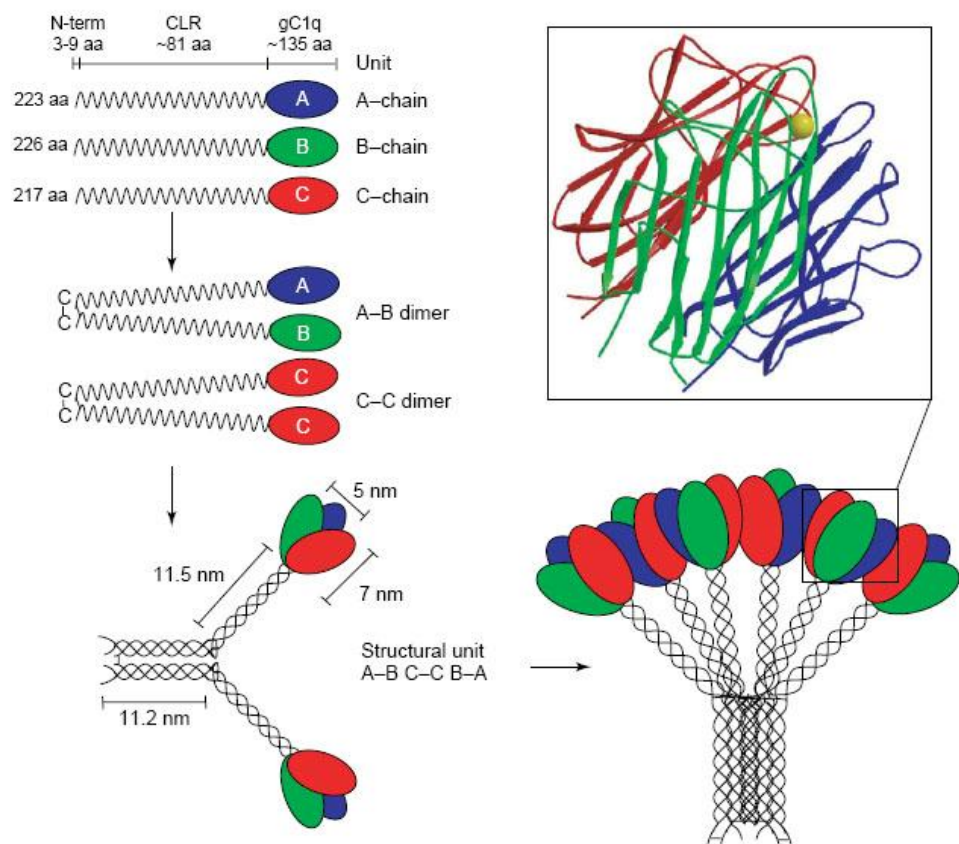 N-term CLR gC1q
3-9 aa ~81 aa ~135 aa
Unit
223 aa A A–chain
226 aa B B–chain
217 aa C C–chain
C
C
A
B
A–B dimer
C
C
C
C
C–C dimer
5 nm
11.5 nm
7 nm
Structural unit
A–B C–C B–A
11.2 nm